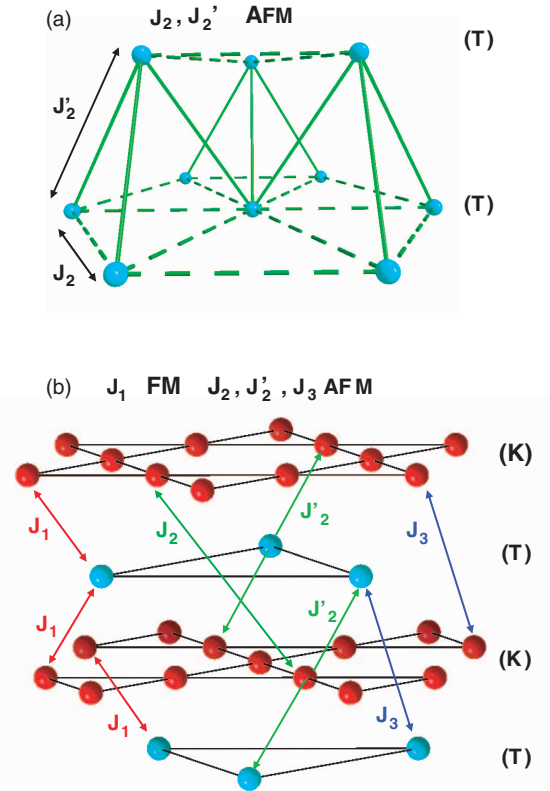 (a) J₂, J₂' AFM
(T)
J'₂
(T)
J₂
(b) J₁ FM J₂, J'₂, J₃ AFM
(K)
J₁
J₂
J'₂
J₃
(T)
J₁
J'₂
(K)
J₁
J₃
(T)